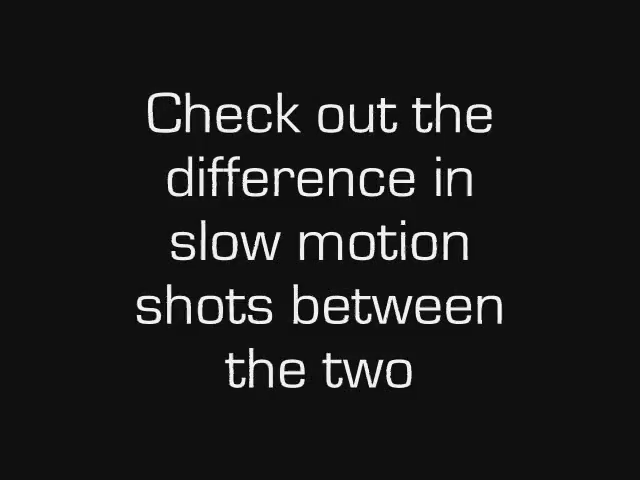 Check out the
difference in
slow motion
shots between
the two